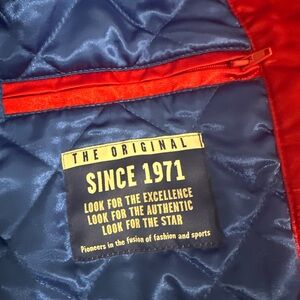 THE ORIGINAL
SINCE 1971
LOOK FOR THE EXCELLENCE
LOOK FOR THE AUTHENTIC
LOOK FOR THE STAR
Pioneers in the fusion of fashion and sports